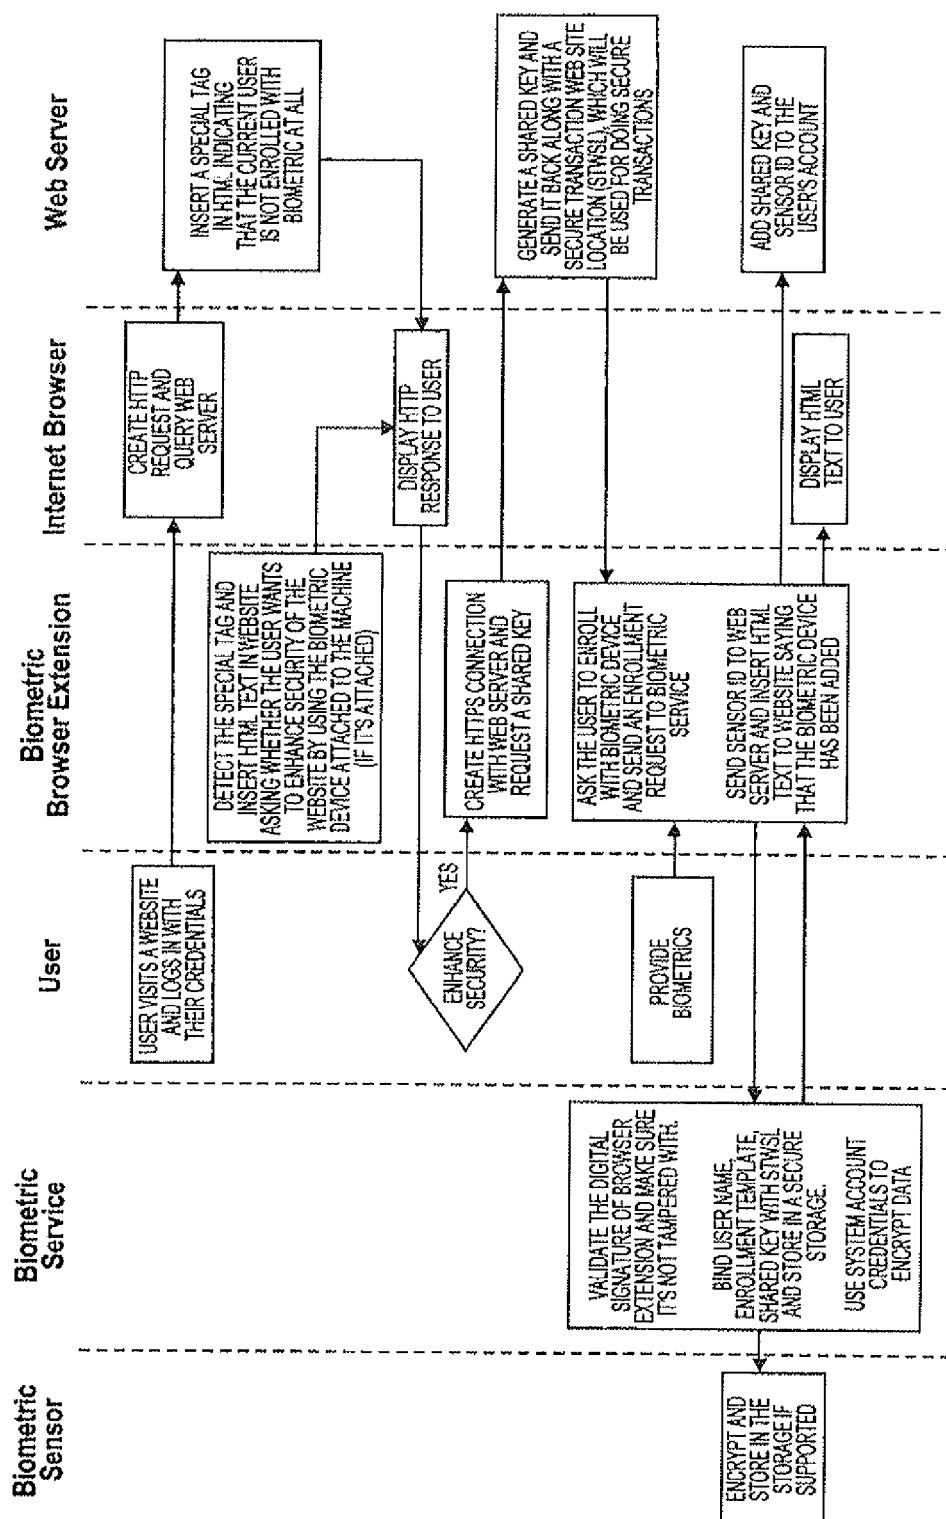 Biometric
Sensor
Biometric
Service
User
Biometric
Browser Extension
Internet Browser
Web Server
USER VISITS A WEBSITE
AND LOGS IN WITH
THEIR CREDENTIALS
CREATE HTTP
REQUEST AND
QUERY WEB
SERVER
INSERT A SPECIAL TAG
IN HTML INDICATING
THAT THE CURRENT USER
IS NOT ENROLLED WITH
BIOMETRIC AT ALL
DETECT THE SPECIAL TAG AND
INSERT HTML TEXT IN WEBSITE
ASKING WHETHER THE USER WANTS
TO ENHANCE SECURITY OF THE
WEBSITE BY USING THE BIOMETRIC
DEVICE ATTACHED TO THE MACHINE
(IF IT'S ATTACHED)
DISPLAY HTTP
RESPONSE TO USER
ENHANCE
SECURITY?
YES
CREATE HTTPS CONNECTION
WITH WEB SERVER AND
REQUEST A SHARED KEY
GENERATE A SHARED KEY AND
SEND IT BACK ALONG WITH A
SECURE TRANSACTION WEB SITE
LOCATION (STWSL), WHICH WILL
BE USED FOR DOING SECURE
TRANSACTIONS
ASK THE USER TO ENROLL
WITH BIOMETRIC DEVICE
AND SEND AN ENROLLMENT
REQUEST TO BIOMETRIC
SERVICE
PROVIDE
BIOMETRICS
VALIDATE THE DIGITAL
SIGNATURE OF BROWSER
EXTENSION AND MAKE SURE
IT'S NOT TAMPERED WITH.
BIND USER NAME,
ENROLLMENT TEMPLATE,
SHARED KEY WITH STWSL
AND STORE IN A SECURE
STORAGE.
USE SYSTEM ACCOUNT
CREDENTIALS TO
ENCRYPT DATA
ENCRYPT AND
STORE IN THE
STORAGE IF
SUPPORTED
SEND SENSOR ID TO WEB
SERVER AND INSERT HTML
TEXT TO WEBSITE SAYING
THAT THE BIOMETRIC DEVICE
HAS BEEN ADDED
DISPLAY HTML
TEXT TO USER
ADD SHARED KEY AND
SENSOR ID TO THE
USER'S ACCOUNT